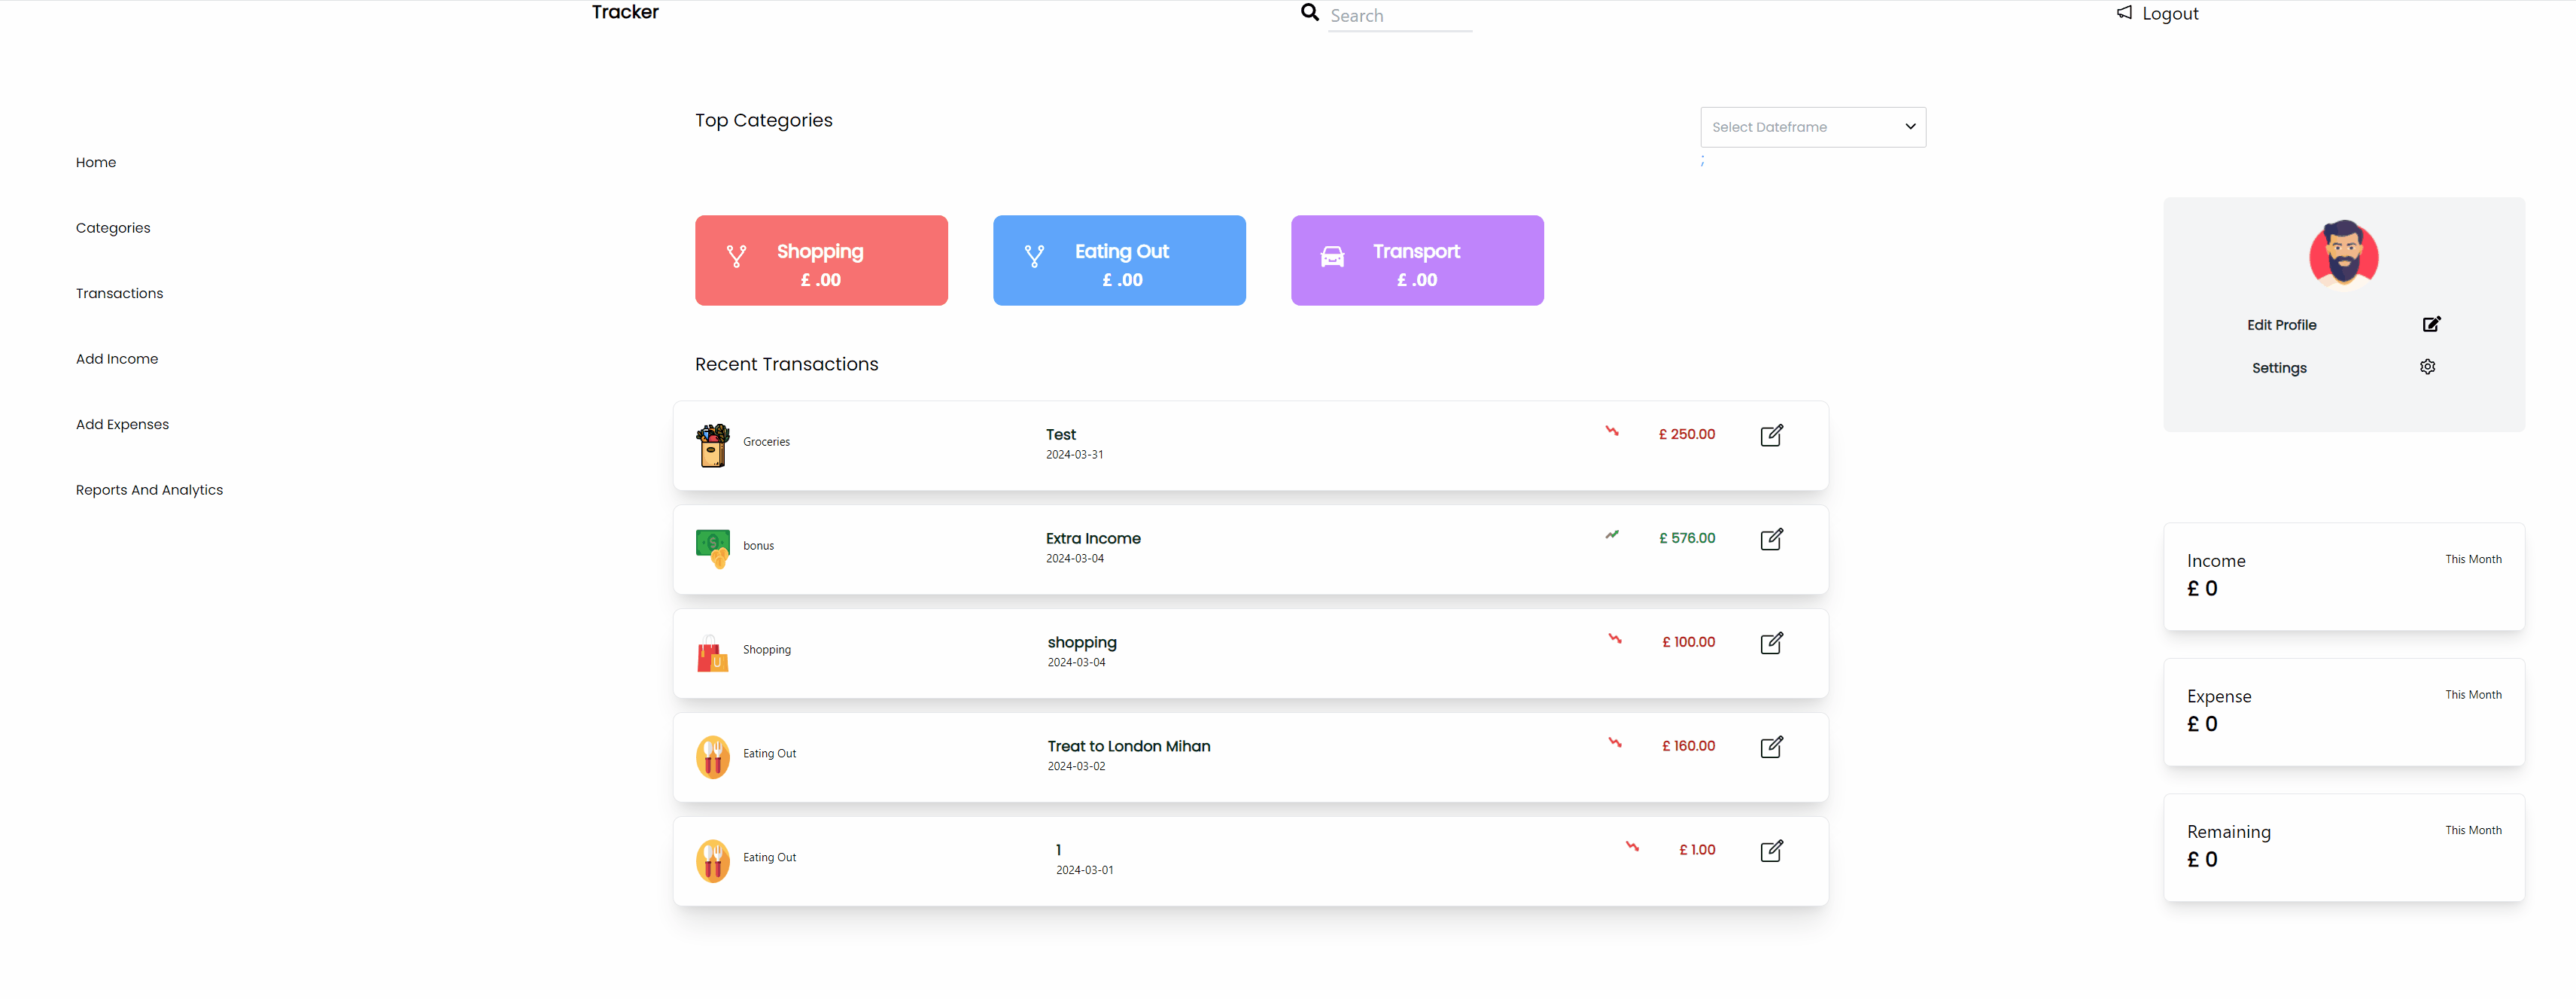 Tracker
Search
Logout
Home
Categories
Transactions
Add Income
Add Expenses
Reports And Analytics
Top Categories
Select Dateframe
;
Shopping
£ .00
Eating Out
£ .00
Transport
£ .00
Recent Transactions
Groceries
Test
2024-03-31
£ 250.00
bonus
Extra Income
2024-03-04
£ 576.00
Shopping
shopping
2024-03-04
£ 100.00
Eating Out
Treat to London Mihan
2024-03-02
£ 160.00
Eating Out
1
2024-03-01
£ 1.00
Edit Profile
Settings
Income
This Month
£ 0
Expense
This Month
£ 0
Remaining
This Month
£ 0